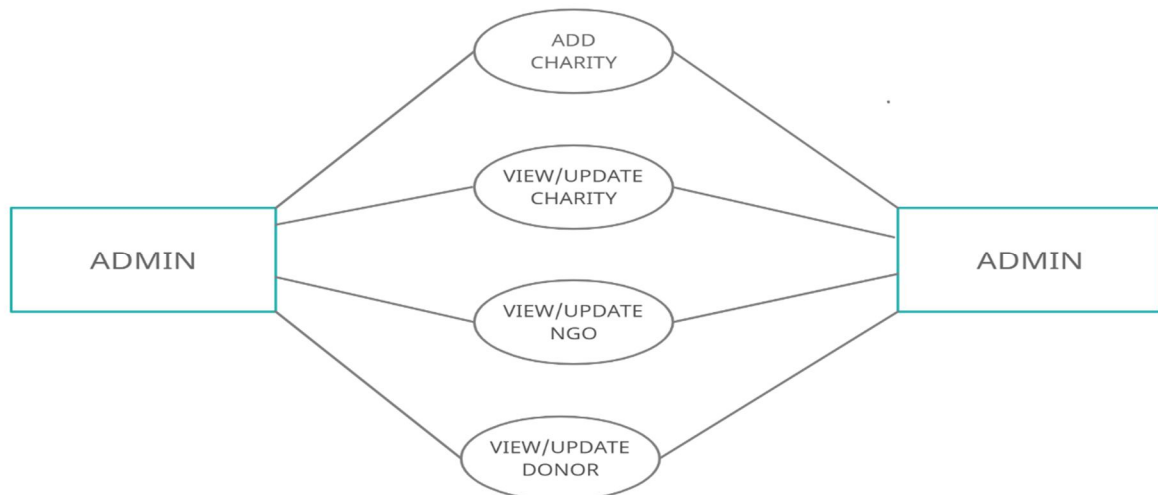 ADD
CHARITY
VIEW/UPDATE
CHARITY
ADMIN
ADMIN
VIEW/UPDATE
NGO
VIEW/UPDATE
DONOR